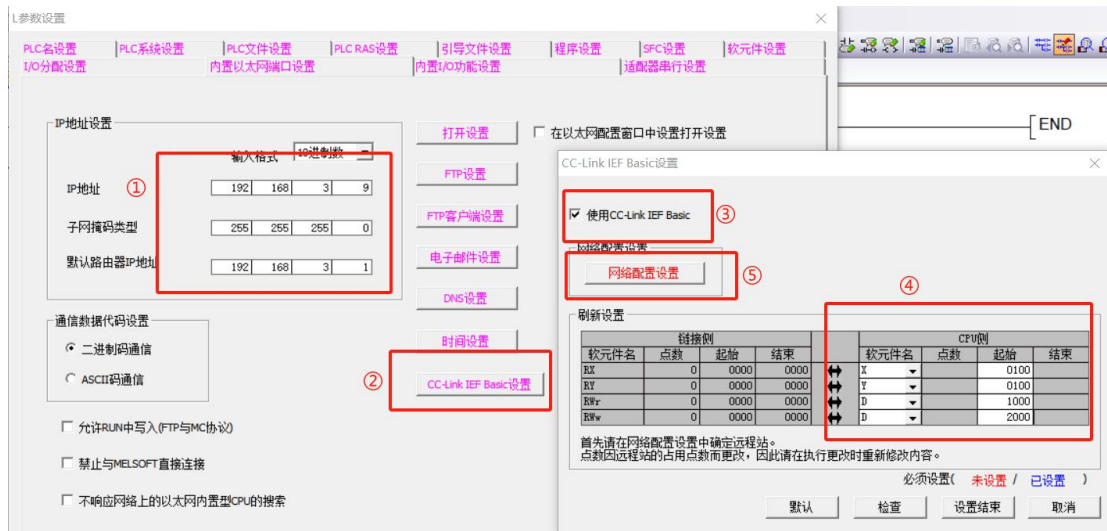 L参数设置
PLC名设置 PLC系统设置 PLC文件设置 PLC RAS设置 引导文件设置 程序设置 SFC设置 软元件设置
I/O分配设置 内置以太网端口设置 内置I/O功能设置 适配器串行设置
IP地址设置
输入格式 10进制数
① IP地址 192 168 3 9
子网掩码类型 255 255 255 0
默认路由器IP地址 192 168 3 1
通信数据代码设置
二进制码通信
ASCII码通信
允许RUN中写入(FTP与MC协议)
禁止与MELSOFT直接连接
不响应网络上的以太网内置型CPU的搜索
打开设置 在以太网配置窗口中设置打开设置
FTP设置
FTP客户端设置
电子邮件设置
DNS设置
时间设置
② CC-Link IEF Basic设置
END
CC-Link IEF Basic设置
使用CC-Link IEF Basic ③
网络配置设置
网络配置设置 ⑤
④
刷新设置
链接侧 CPU侧
软元件名 点数 起始 结束 软元件名 点数 起始 结束
RX 0 0000 0000 X 0100
RY 0 0000 0000 Y 0100
RWr 0 0000 0000 D 1000
RWw 0 0000 0000 D 2000
首先请在网络配置设置中确定远程站。
点数因远程站的占用点数而更改,因此请在执行更改时重新修改内容。
必须设置( 未设置 / 已设置 )
默认 检查 设置结束 取消